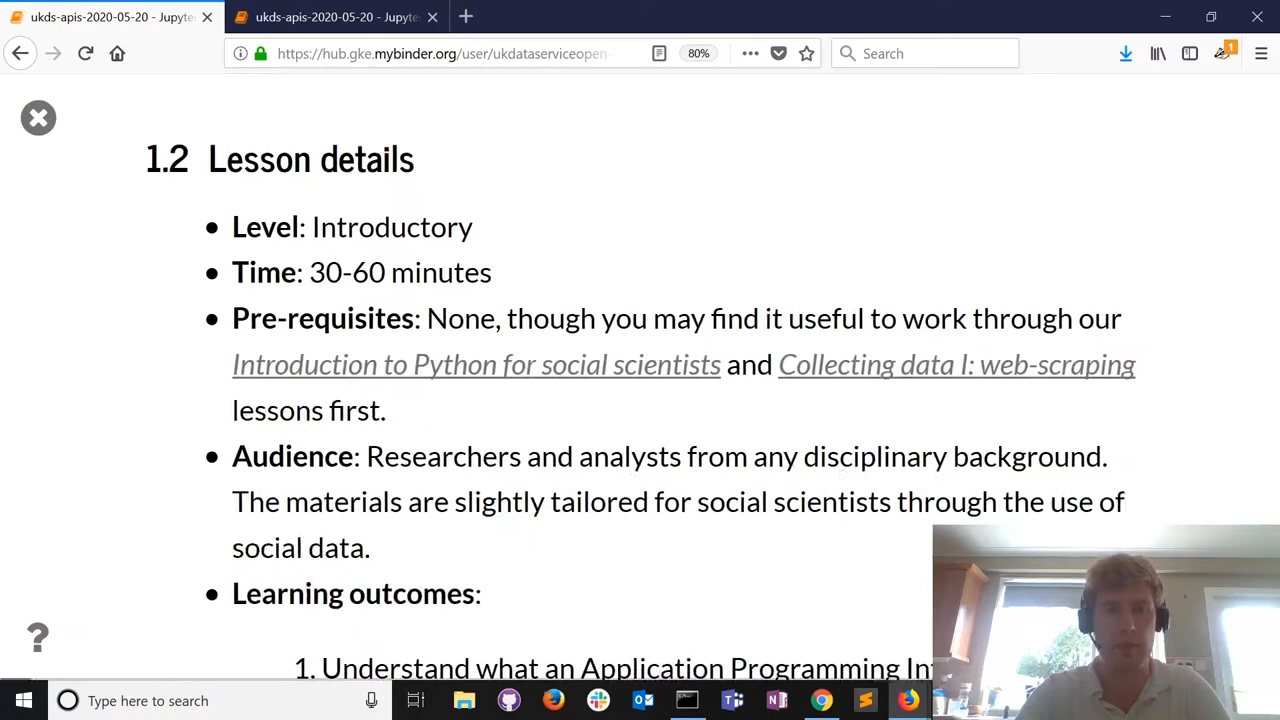 ukds-apis-2020-05-20 - Jupyte
ukds-apis-2020-05-20 - Jupyte
https://hub.gke.mybinder.org/user/ukdataserviceopen-
80%
Search
1
1.2 Lesson details
Level: Introductory
Time: 30-60 minutes
Pre-requisites: None, though you may find it useful to work through our
Introduction to Python for social scientists and Collecting data I: web-scraping
lessons first.
Audience: Researchers and analysts from any disciplinary background.
The materials are slightly tailored for social scientists through the use of
social data.
Learning outcomes:
1. Understand what an Application Programming In
Type here to search